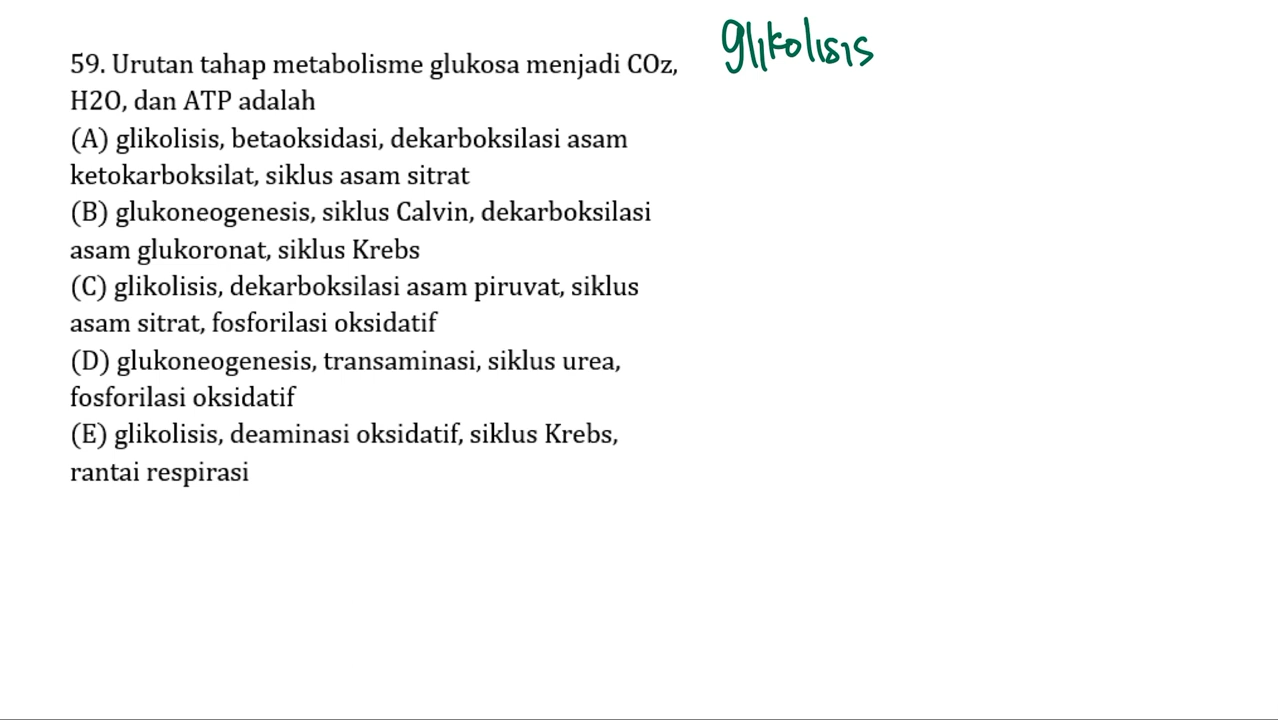 59. Urutan tahap metabolisme glukosa menjadi COz,
H2O, dan ATP adalah
(A) glikolisis, betaoksidasi, dekarboksilasi asam
ketokarboksilat, siklus asam sitrat
(B) glukoneogenesis, siklus Calvin, dekarboksilasi
asam glukoronat, siklus Krebs
(C) glikolisis, dekarboksilasi asam piruvat, siklus
asam sitrat, fosforilasi oksidatif
(D) glukoneogenesis, transaminasi, siklus urea,
fosforilasi oksidatif
(E) glikolisis, deaminasi oksidatif, siklus Krebs,
rantai respirasi
glikolisis